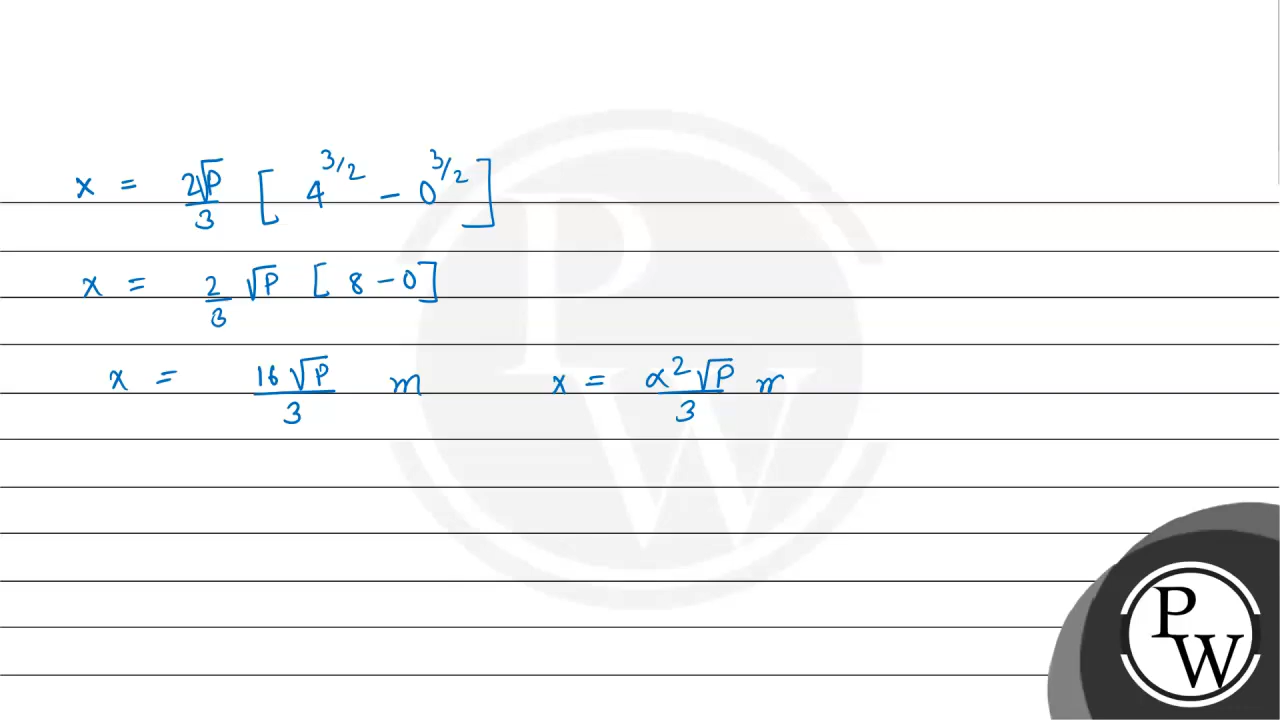 x = 2√P/3 [ 4^3/2 − 0^3/2 ]
x = 2/3 √P [ 8 − 0 ]
x = 16√P/3 m x = α²√P/3 m
P
W
P
W